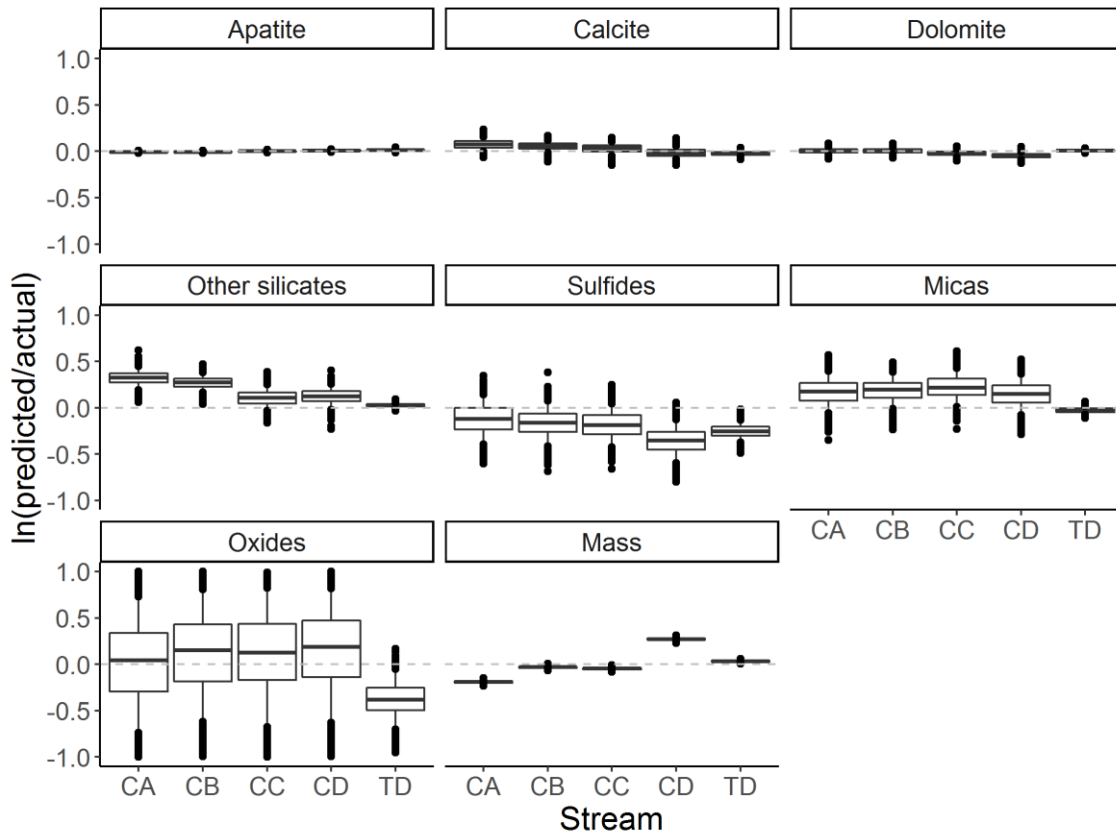 Apatite Calcite Dolomite
1.0
0.5
0.0
-0.5
-1.0
Other silicates Sulfides Micas
1.0
0.5
0.0
-0.5
-1.0
CA CB CC CD TD
Oxides Mass
1.0
0.5
0.0
-0.5
-1.0
CA CB CC CD TD CA CB CC CD TD
Stream
ln(predicted/actual)